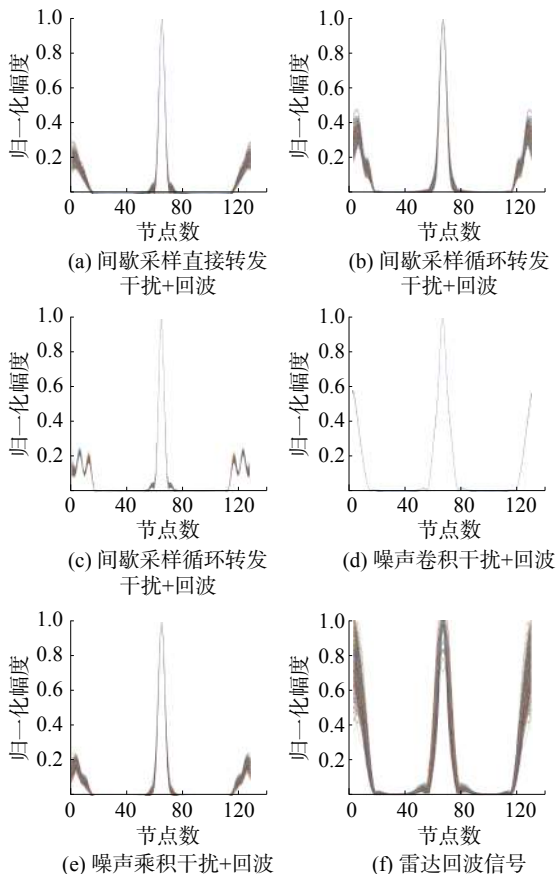 1.0
0.8
0.6
0.4
0.2
归一化幅度
0 40 80 120
节点数
(a) 间歇采样直接转发
干扰+回波
1.0
0.8
0.6
0.4
0.2
归一化幅度
0 40 80 120
节点数
(b) 间歇采样循环转发
干扰+回波
1.0
0.8
0.6
0.4
0.2
归一化幅度
0 40 80 120
节点数
(c) 间歇采样循环转发
干扰+回波
1.0
0.8
0.6
0.4
0.2
归一化幅度
0 40 80 120
节点数
(d) 噪声卷积干扰+回波
1.0
0.8
0.6
0.4
0.2
归一化幅度
0 40 80 120
节点数
(e) 噪声乘积干扰+回波
1.0
0.8
0.6
0.4
0.2
归一化幅度
0 40 80 120
节点数
(f) 雷达回波信号